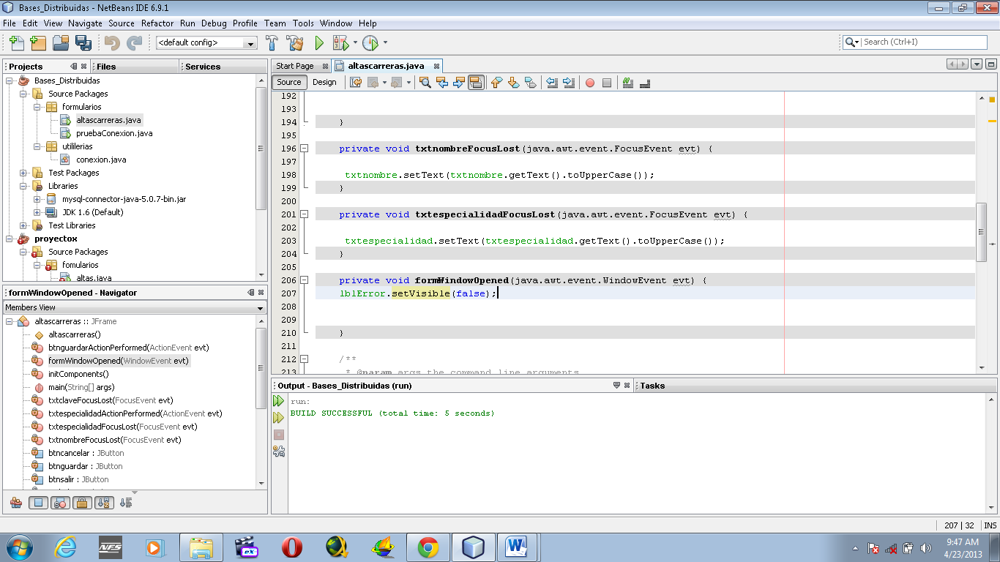 Bases_Distribuidas - NetBeans IDE 6.9.1
File Edit View Navigate Source Refactor Run Debug Profile Team Tools Window Help
<default config>
Search (Ctrl+I)
Projects
Files
Services
Bases_Distribuidas
Source Packages
formularios
altascarreras.java
pruebaConexion.java
utililerias
conexion.java
Test Packages
Libraries
mysql-connector-java-5.0.7-bin.jar
JDK 1.6 (Default)
Test Libraries
proyectox
Source Packages
fomularios
altas.java
formWindowOpened - Navigator
Members View
altascarreras :: JFrame
altascarreras()
btnguardarActionPerformed(ActionEvent evt)
formWindowOpened(WindowEvent evt)
initComponents()
main(String[] args)
txtclaveFocusLost(FocusEvent evt)
txtespecialidadActionPerformed(ActionEvent evt)
txtespecialidadFocusLost(FocusEvent evt)
txtnombreFocusLost(FocusEvent evt)
btncancelar : JButton
btnguardar : JButton
btnsalir : JButton
Start Page
altascarreras.java
Source Design
192
193
194 }
195
196 private void txtnombreFocusLost(java.awt.event.FocusEvent evt) {
197
198 txtnombre.setText(txtnombre.getText().toUpperCase());
199 }
200
201 private void txtespecialidadFocusLost(java.awt.event.FocusEvent evt) {
202
203 txtespecialidad.setText(txtespecialidad.getText().toUpperCase());
204 }
205
206 private void formWindowOpened(java.awt.event.WindowEvent evt) {
207 lblError.setVisible(false);
208
209
210 }
211
212 /**
213 * @param args the command line arguments
Output - Bases_Distribuidas (run)
Tasks
run:
BUILD SUCCESSFUL (total time: 5 seconds)
207 | 32 INS
NFS
ex
W
9:47 AM
4/23/2013